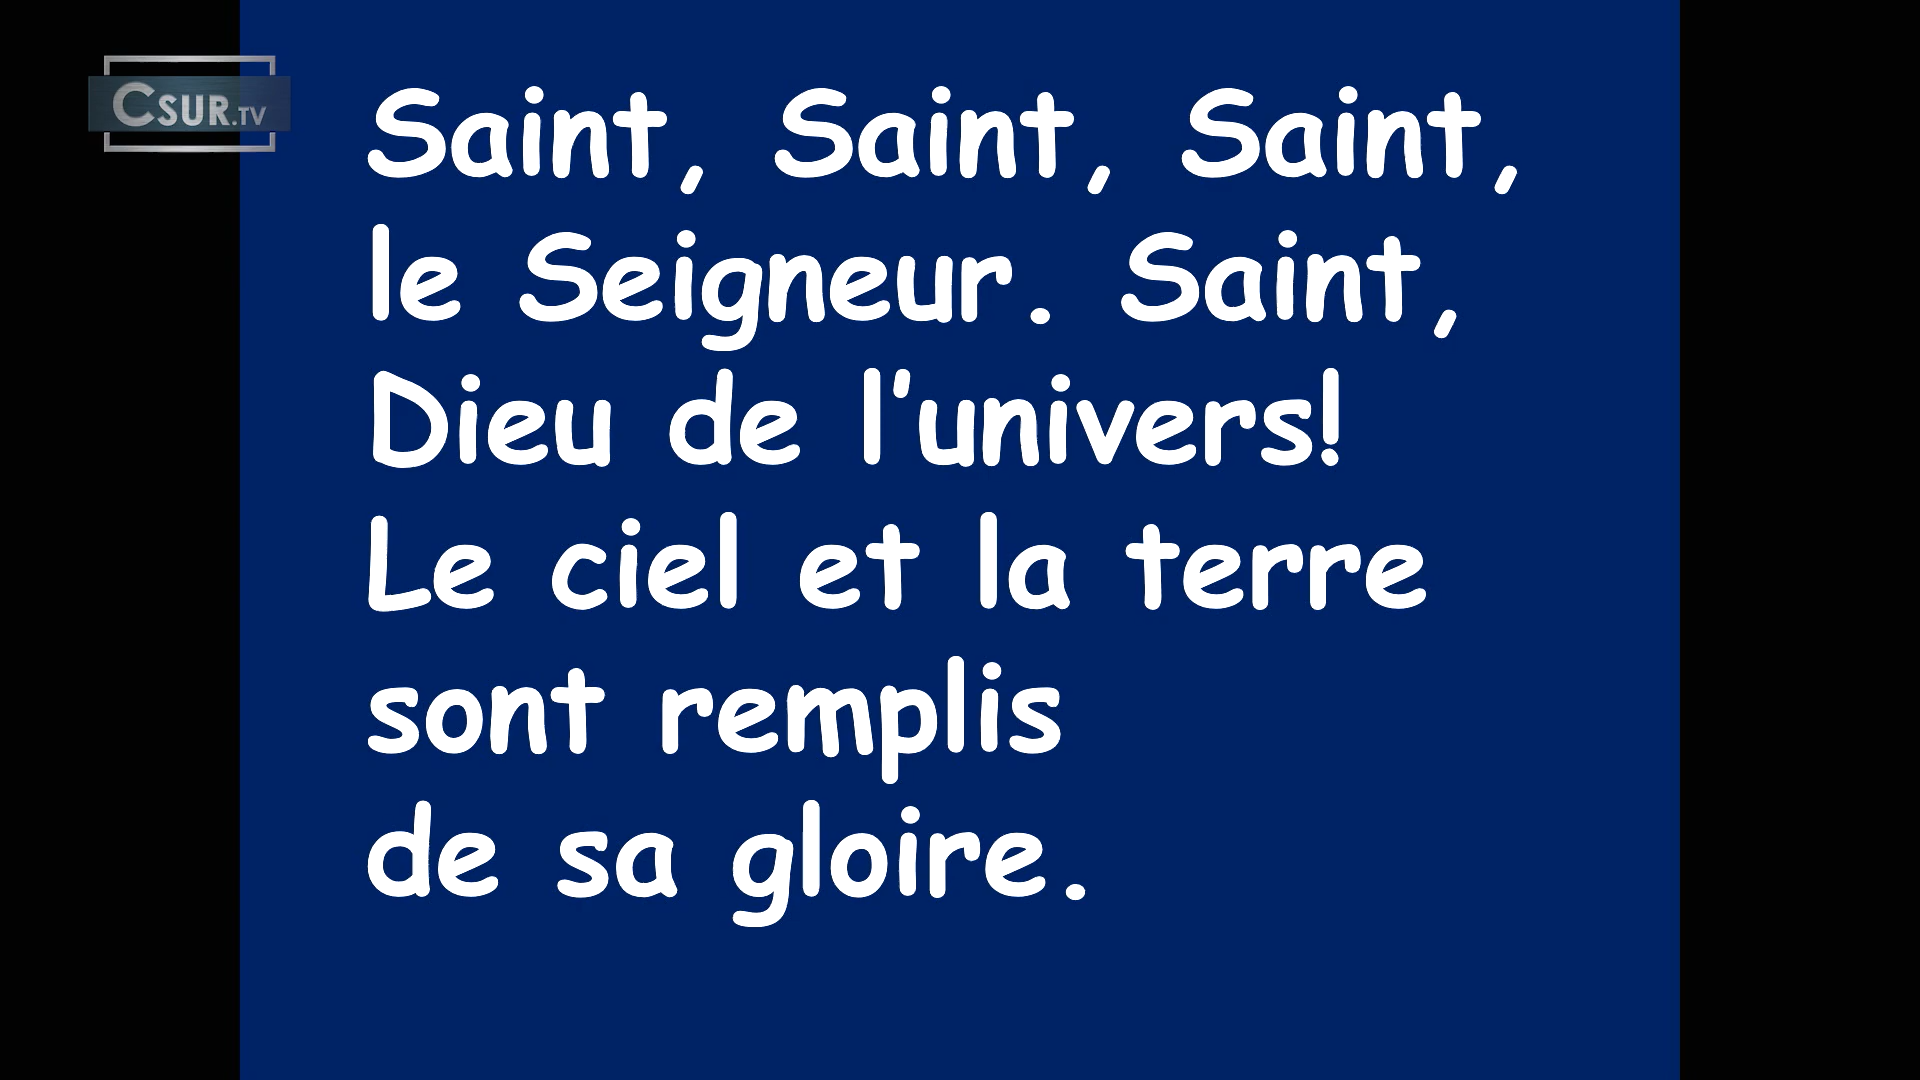 CSUR.TV
Saint, Saint, Saint,
le Seigneur. Saint,
Dieu de l'univers!
Le ciel et la terre
sont remplis
de sa gloire.